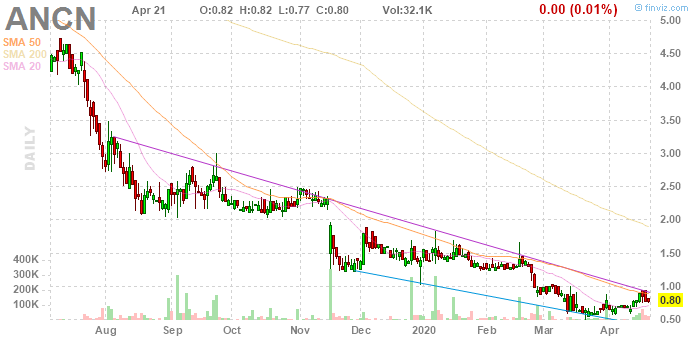 ANCN Apr 21 O:0.82 H:0.82 L:0.77 C:0.80 Vol:32.1K 0.00 (0.01%) © finviz.com
SMA 50
SMA 200
SMA 20
DAILY
5.00
4.50
4.00
3.50
3.00
2.50
2.00
1.50
1.00
0.80
0.50
400K
300K
200K
100K
Aug Sep Oct Nov Dec 2020 Feb Mar Apr